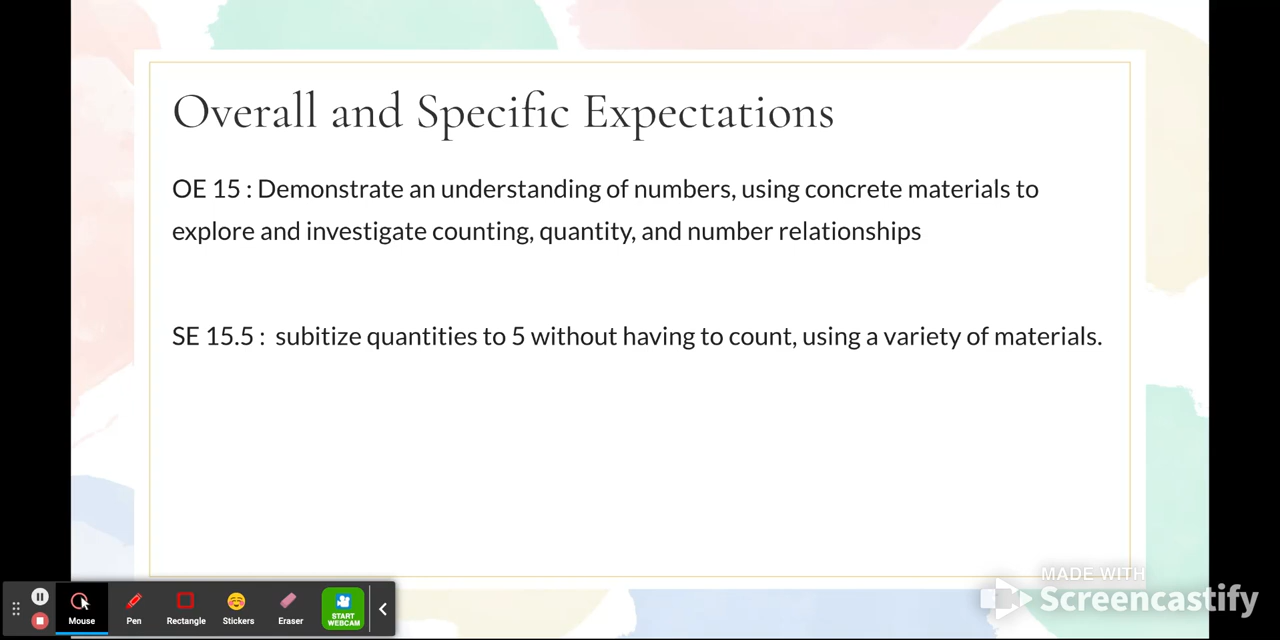 Overall and Specific Expectations
OE 15 : Demonstrate an understanding of numbers, using concrete materials to
explore and investigate counting, quantity, and number relationships
SE 15.5 : subitize quantities to 5 without having to count, using a variety of materials.
MADE WITH
Screencastify
Mouse
Pen
Rectangle
Stickers
Eraser
START
WEBCAM